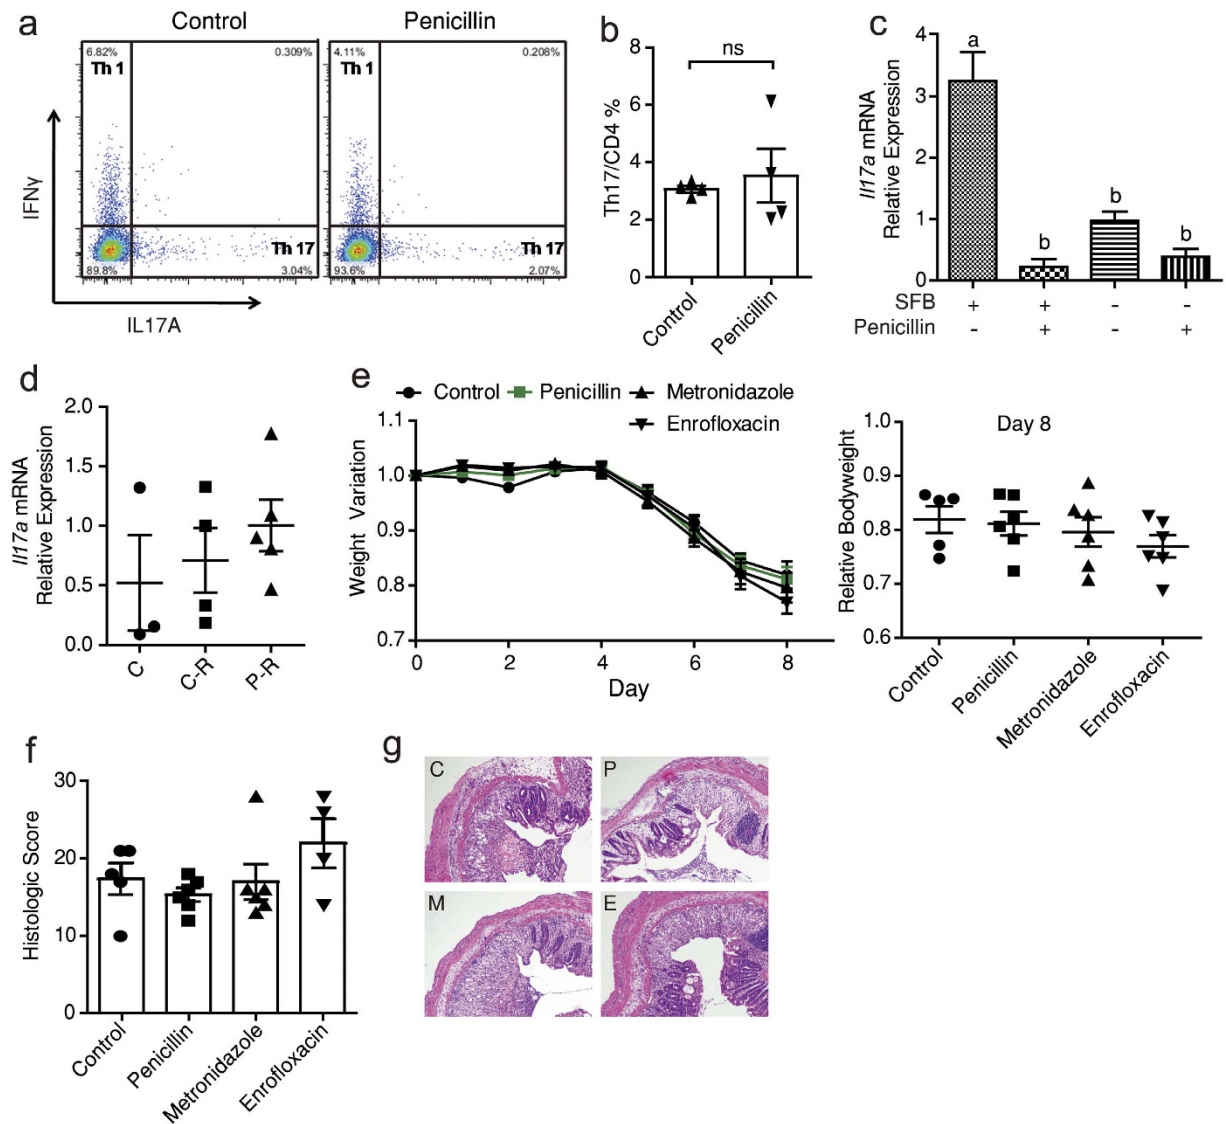 a
Control
Penicillin
6.82%
0.309%
Th 1
Th 17
89.8%
3.04%
4.11%
0.208%
Th 1
Th 17
93.6%
2.07%
IFNγ
IL17A
b
ns
Th17/CD4 %
8
6
4
2
0
Control
Penicillin
c
Il17a mRNA
Relative Expression
4
3
2
1
0
a
b
b
b
SFB + + - -
Penicillin - + - +
d
Il17a mRNA
Relative Expression
2.0
1.5
1.0
0.5
0.0
C
C-R
P-R
e
Control Penicillin Metronidazole
Enrofloxacin
Weight Variation
1.1
1.0
0.9
0.8
0.7
0 2 4 6 8
Day
Day 8
Relative Bodyweight
1.0
0.9
0.8
0.7
0.6
Control
Penicillin
Metronidazole
Enrofloxacin
f
Histologic Score
30
20
10
0
Control
Penicillin
Metronidazole
Enrofloxacin
g
C
P
M
E